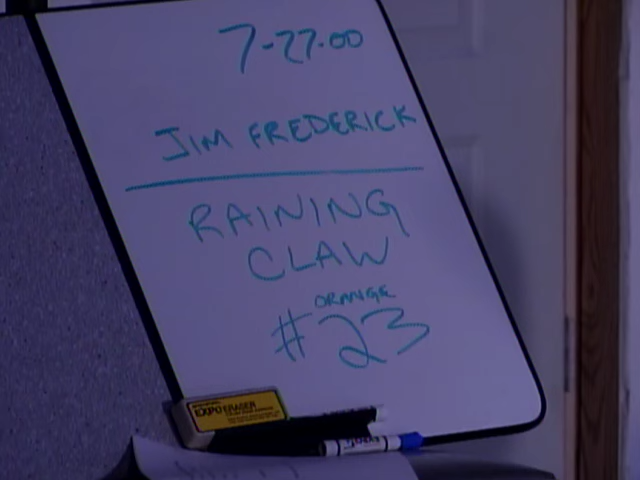 7-27-00
JIM FREDERICK
RAINING
CLAW
ORANGE
#23
EXPO ERASER